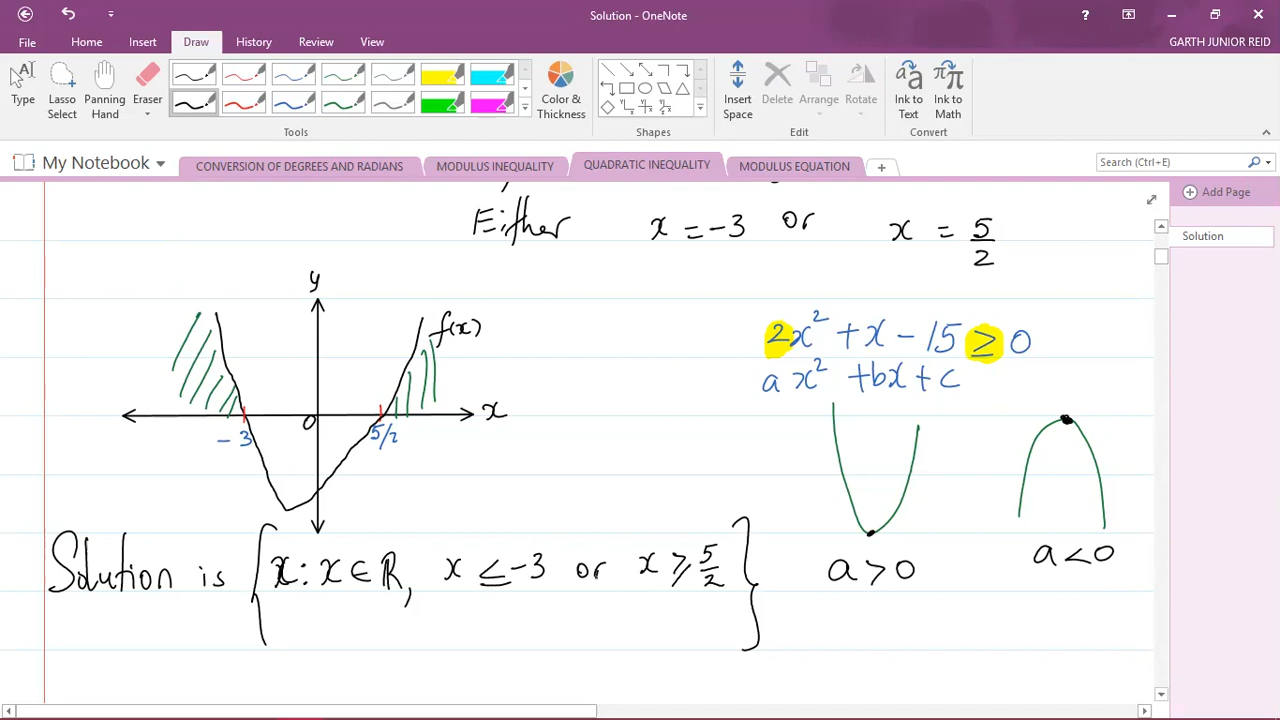 Solution - OneNote
?
File Home Insert Draw History Review View GARTH JUNIOR REID
Type Lasso Select Panning Hand Eraser Color & Thickness Insert Space Delete Arrange Rotate Ink to Text Ink to Math
Tools Shapes Edit Convert
My Notebook CONVERSION OF DEGREES AND RADIANS MODULUS INEQUALITY QUADRATIC INEQUALITY MODULUS EQUATION Search (Ctrl+E)
Add Page
Solution
Either x = -3 or x = 5/2
y
f(x)
x
0
-3
5/2
2x² + x - 15 ≥ 0
ax² + bx + c
a > 0
a < 0
Solution is {x : x ∈ ℝ, x ≤ -3 or x ≥ 5/2}